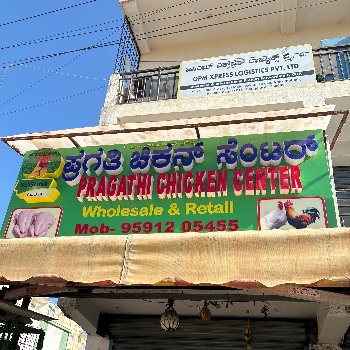 OPM XPRESS LOGISTICS PVT. LTD
ಪ್ರಗತಿ ಚಿಕನ್ ಸೆಂಟರ್
PRAGATHI CHICKEN CENTER
Wholesale & Retail
Mob- 95912 05455